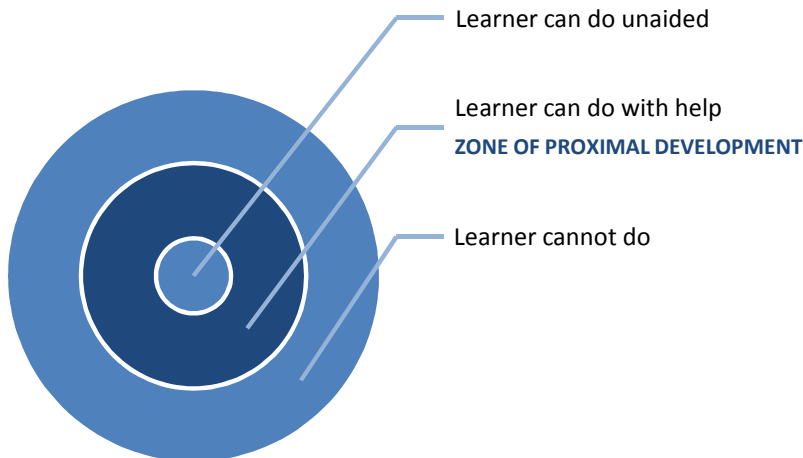 Learner can do unaided
Learner can do with help
ZONE OF PROXIMAL DEVELOPMENT
Learner cannot do